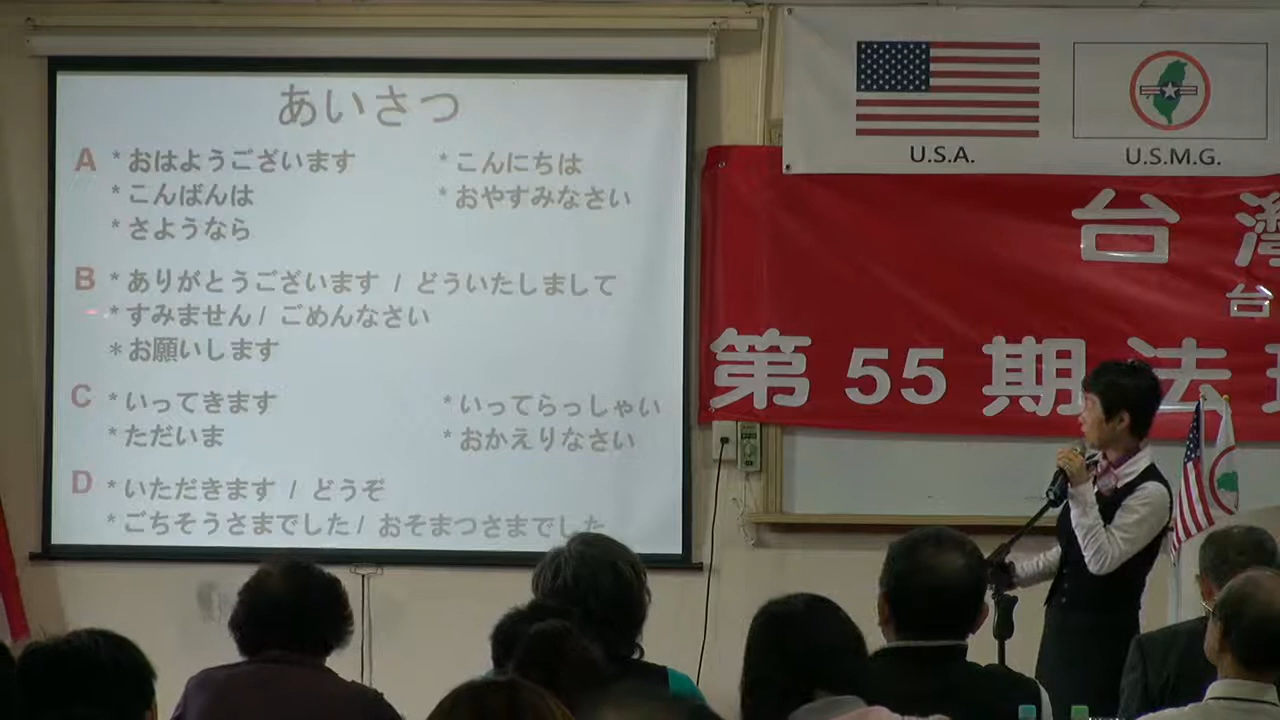 あいさつ
A *おはようございます *こんにちは
*こんばんは *おやすみなさい
*さようなら
B *ありがとうございます / どういたしまして
*すみません / ごめんなさい
*お願いします
C *いってきます *いってらっしゃい
*ただいま *おかえりなさい
D *いただきます / どうぞ
*ごちそうさまでした / おそまつさまでした
U.S.A. U.S.M.G.
台灣
台
第55期法